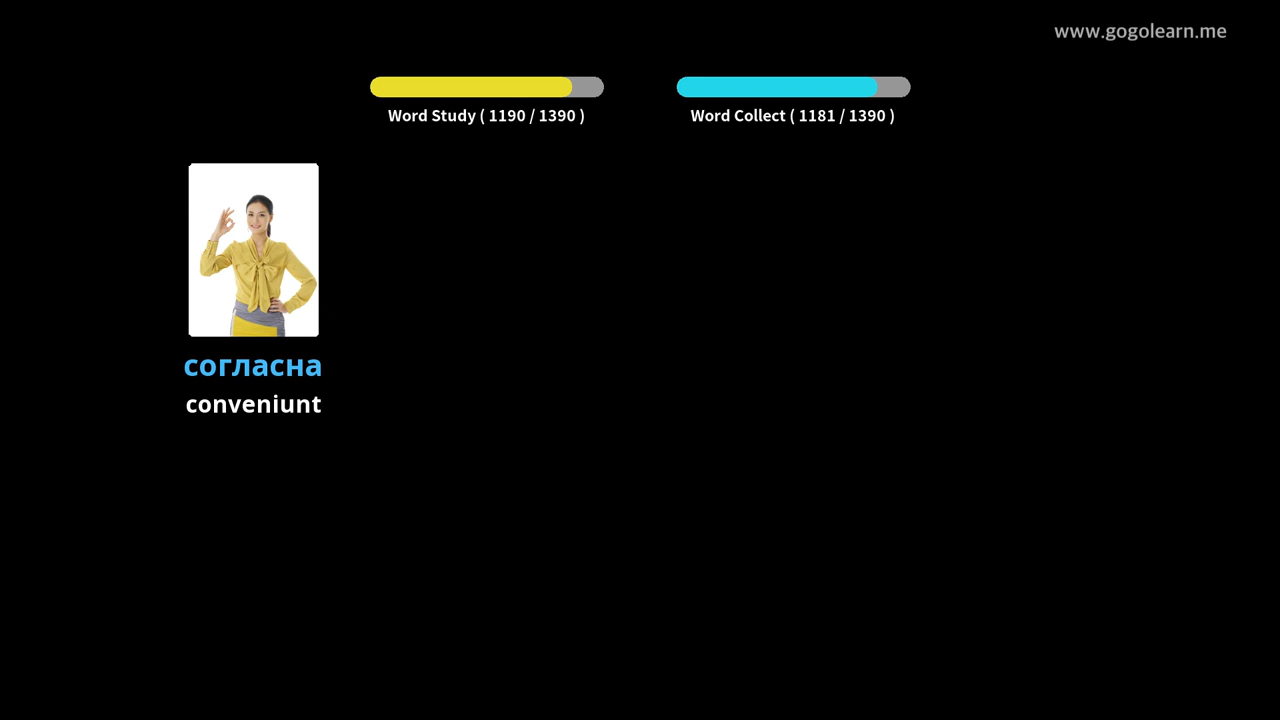 www.gogolearn.me
Word Study ( 1190 / 1390 )
Word Collect ( 1181 / 1390 )
согласна
conveniunt